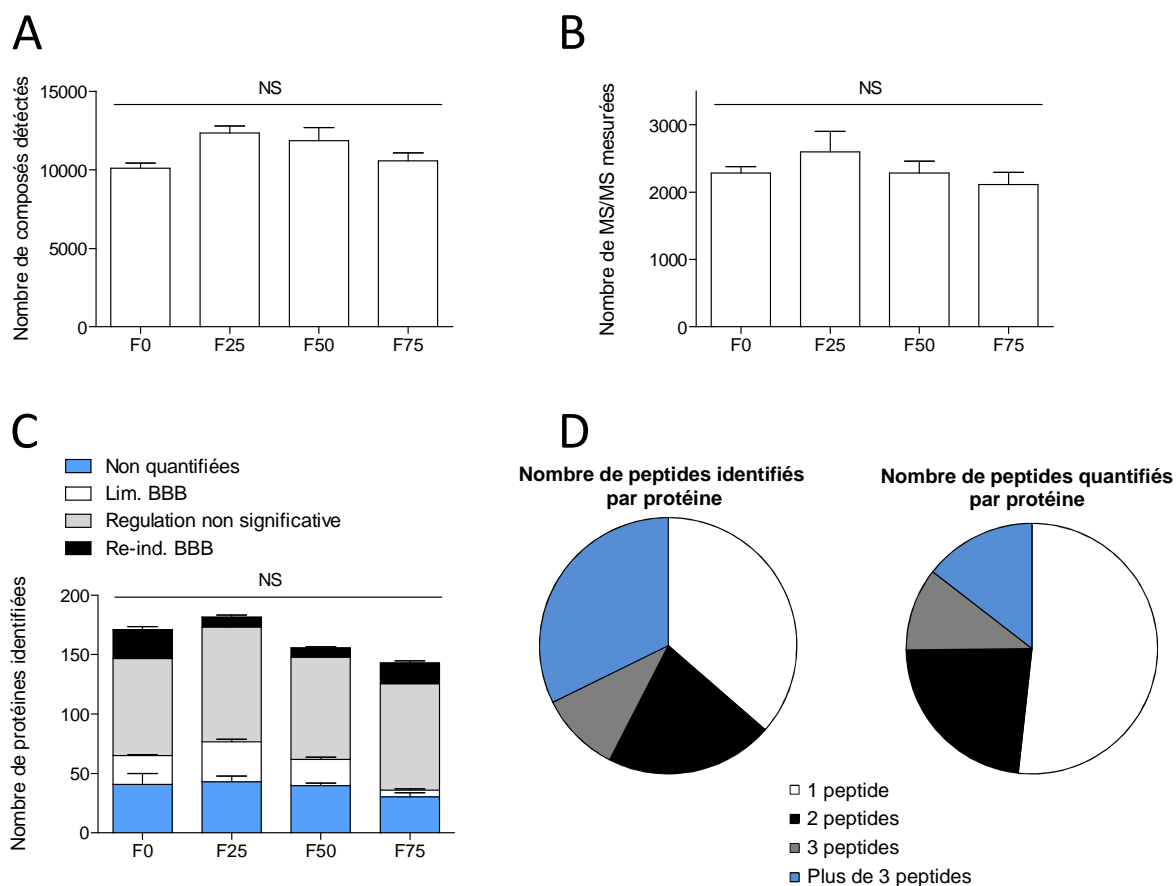 A
Nombre de composés détéctés
15000
10000
5000
0
NS
F0
F25
F50
F75
B
Nombre de MS/MS mesurées
3000
2000
1000
0
NS
F0
F25
F50
F75
C
Non quantifiées
Lim. BBB
Regulation non significative
Re-ind. BBB
Nombre de protéines identifiées
200
150
100
50
0
NS
F0
F25
F50
F75
D
Nombre de peptides identifiés
par protéine
Nombre de peptides quantifiés
par protéine
1 peptide
2 peptides
3 peptides
Plus de 3 peptides